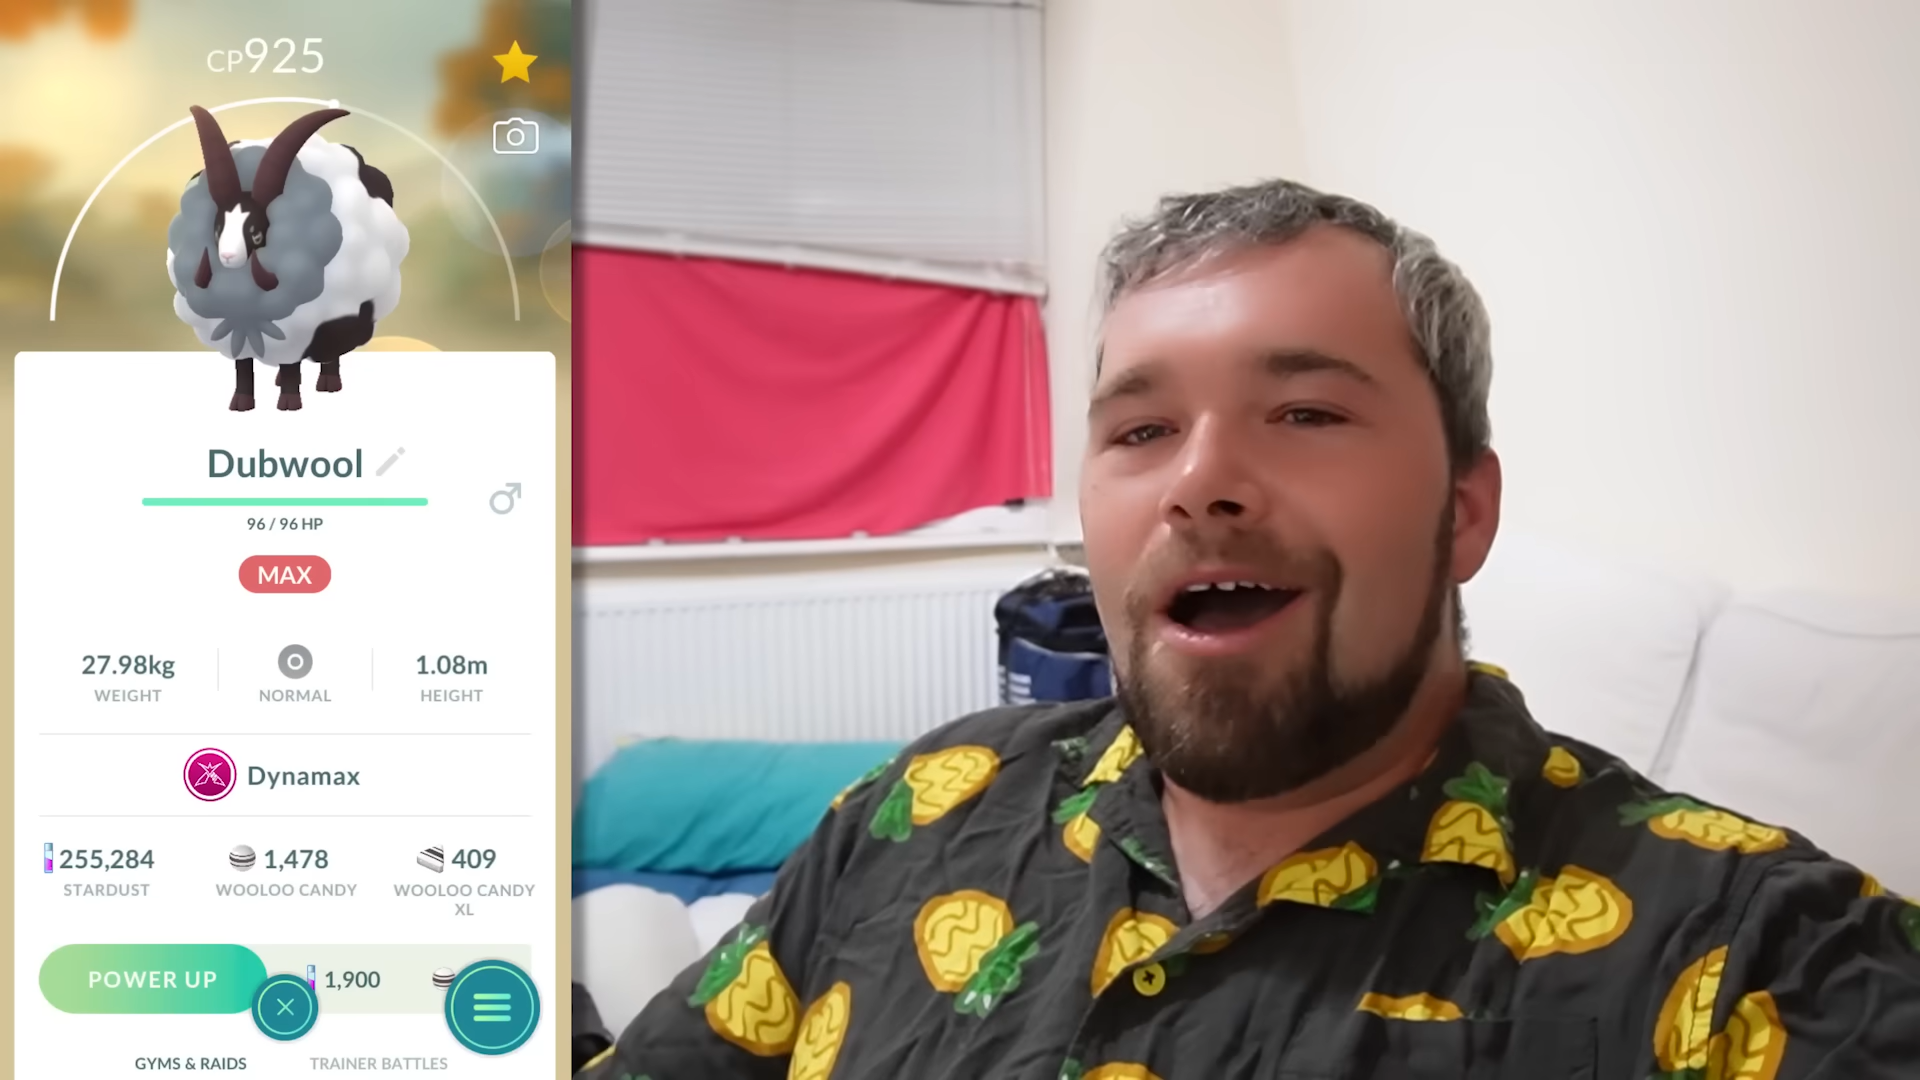 CP925
Dubwool
96 / 96 HP
MAX
27.98kg
WEIGHT
NORMAL
1.08m
HEIGHT
Dynamax
255,284
STARDUST
1,478
WOOLOO CANDY
409
WOOLOO CANDY
XL
POWER UP
1,900
GYMS & RAIDS
TRAINER BATTLES